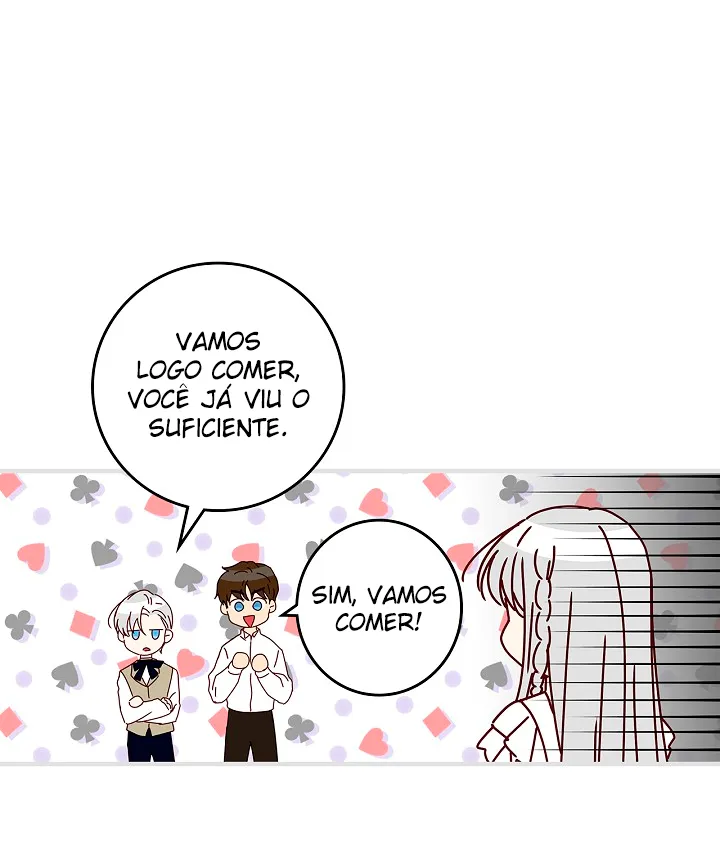 VAMOS
LOGO COMER,
VOCÊ JÁ VIU O
SUFICIENTE.
SIM, VAMOS
COMER!